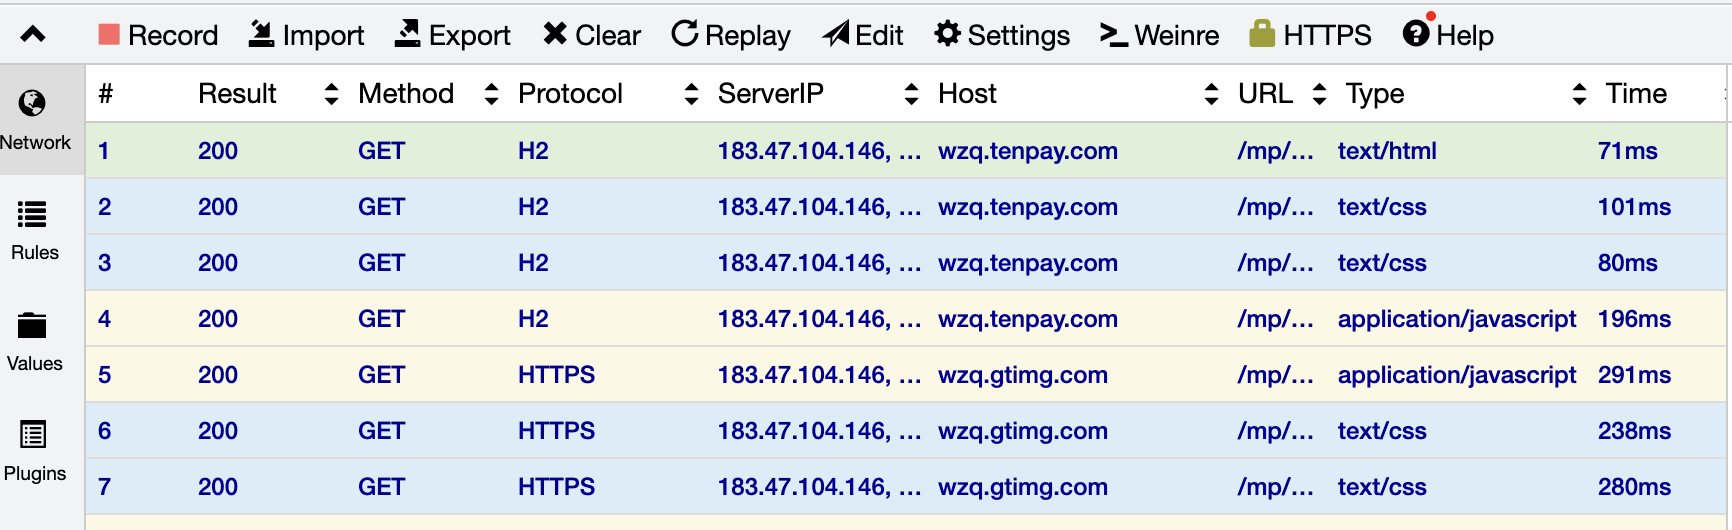 Record Import Export Clear Replay Edit Settings Weinre HTTPS Help
# Result Method Protocol ServerIP Host URL Type Time
Network
1 200 GET H2 183.47.104.146, ... wzq.tenpay.com /mp/... text/html 71ms
2 200 GET H2 183.47.104.146, ... wzq.tenpay.com /mp/... text/css 101ms
Rules
3 200 GET H2 183.47.104.146, ... wzq.tenpay.com /mp/... text/css 80ms
4 200 GET H2 183.47.104.146, ... wzq.tenpay.com /mp/... application/javascript 196ms
Values
5 200 GET HTTPS 183.47.104.146, ... wzq.gtimg.com /mp/... application/javascript 291ms
6 200 GET HTTPS 183.47.104.146, ... wzq.gtimg.com /mp/... text/css 238ms
Plugins
7 200 GET HTTPS 183.47.104.146, ... wzq.gtimg.com /mp/... text/css 280ms